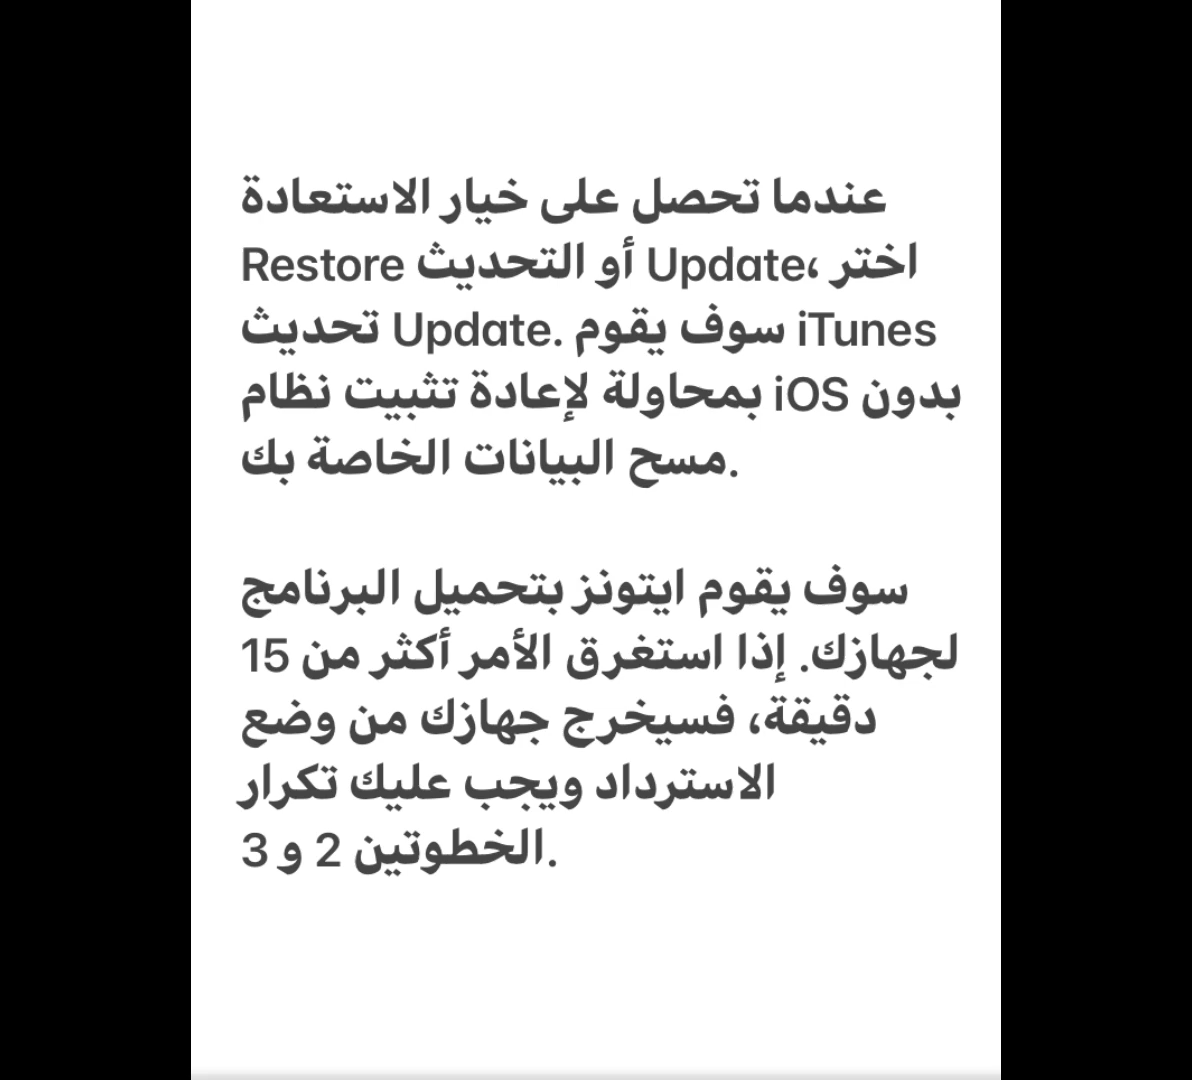 عندما تحصل على خيار الاستعادة
Restore أو التحديث Update، اختر
تحديث Update. سوف يقوم iTunes
بمحاولة لإعادة تثبيت نظام iOS بدون
مسح البيانات الخاصة بك.
سوف يقوم ايتونز بتحميل البرنامج
لجهازك. إذا استغرق الأمر أكثر من 15
دقيقة، فسيخرج جهازك من وضع
الاسترداد ويجب عليك تكرار
الخطوتين 2 و 3.